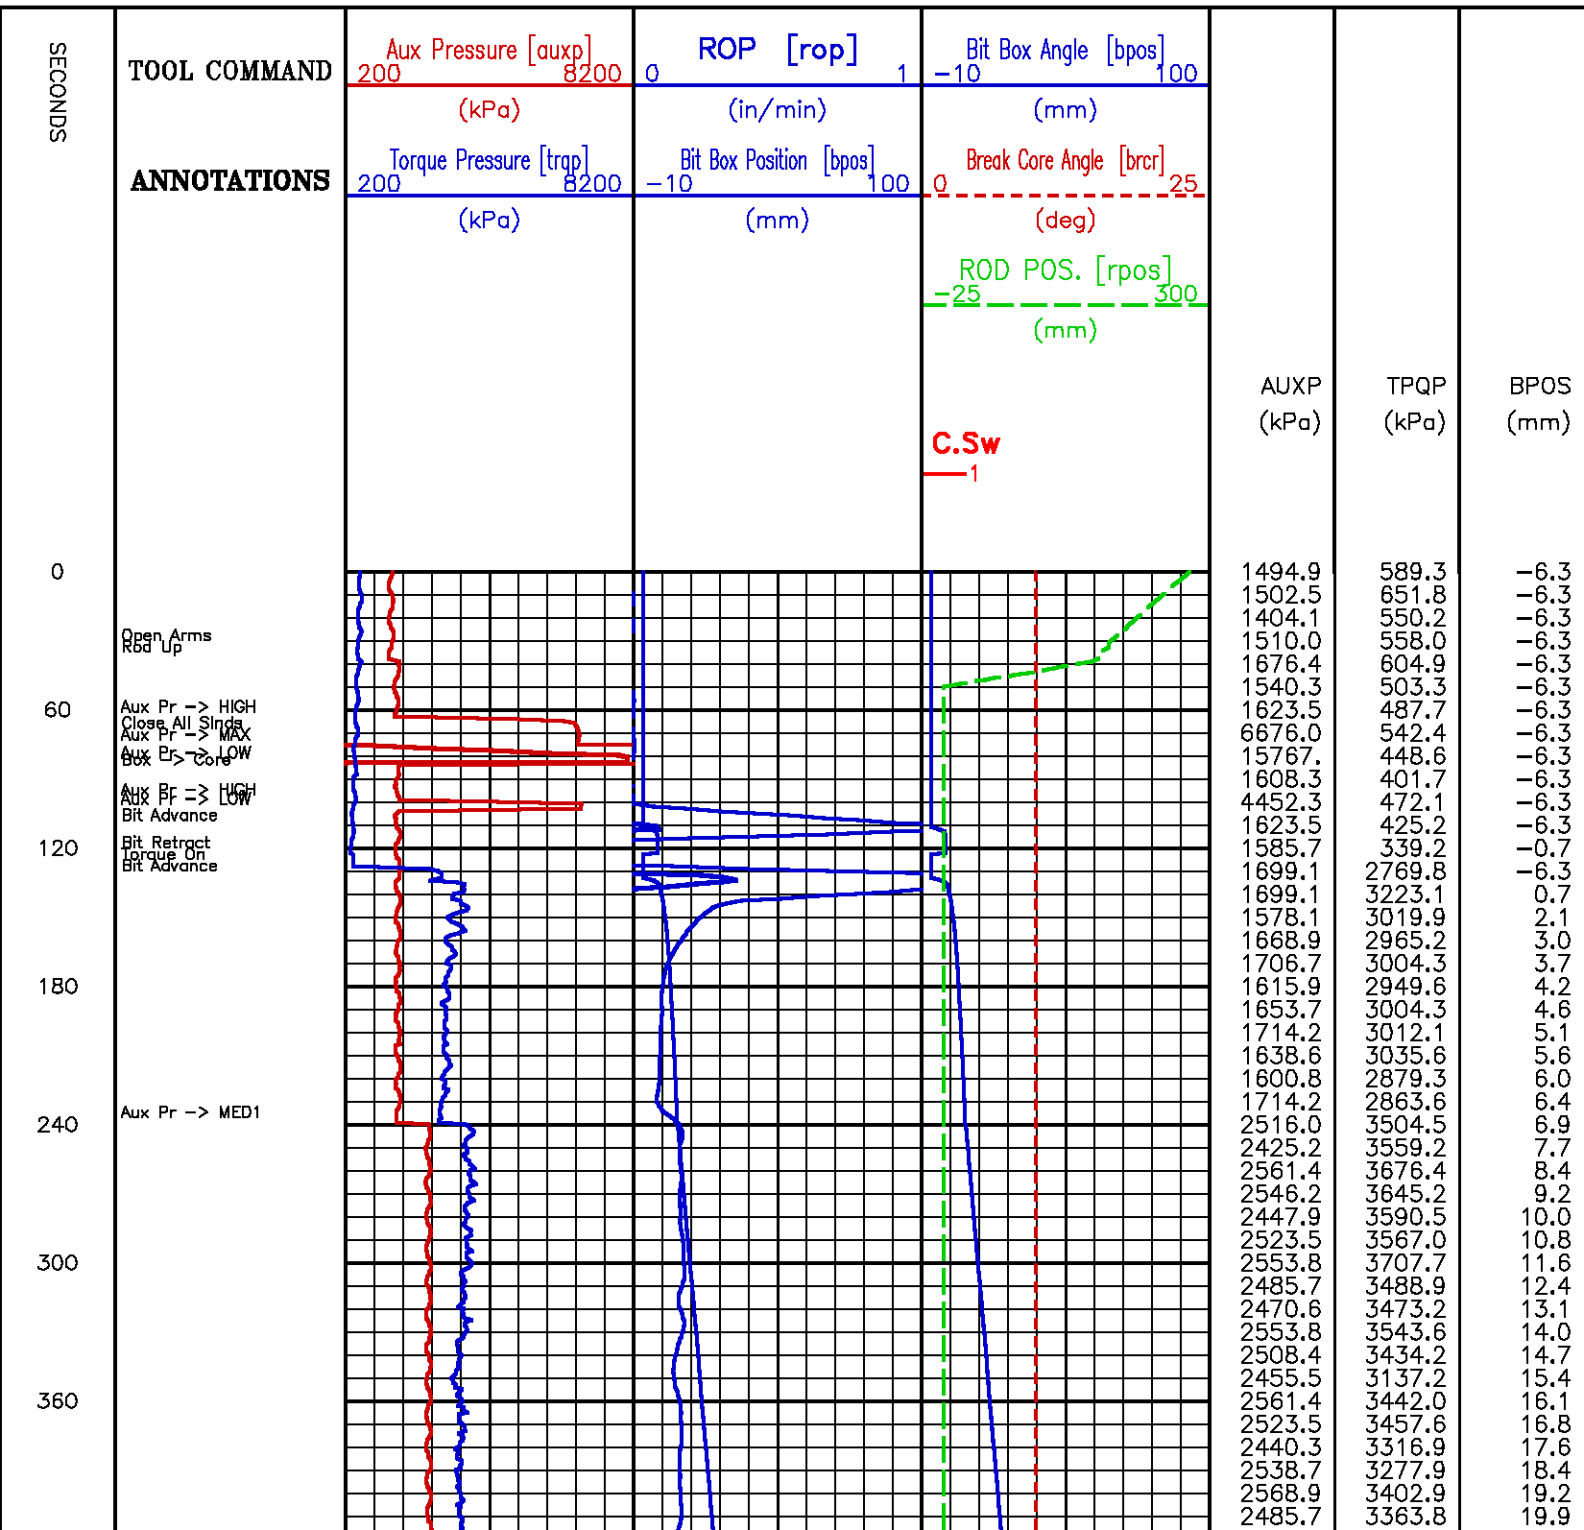 SECONDS
TOOL COMMAND
ANNOTATIONS
Aux Pressure [auxp]
200 8200
(kPa)
Torque Pressure [trqp]
200 8200
(kPa)
ROP [rop]
0 1
(in/min)
Bit Box Position [bpos]
-10 100
(mm)
Bit Box Angle [bpos]
-10 100
(mm)
Break Core Angle [brcr]
0 25
(deg)
ROD POS. [rpos]
-25 300
(mm)
C.Sw
1
AUXP TPQP BPOS
(kPa) (kPa) (mm)
0 1494.9 589.3 -6.3
1502.5 651.8 -6.3
1404.1 550.2 -6.3
Open Arms 1510.0 558.0 -6.3
Rod Up
1676.4 604.9 -6.3
1540.3 503.3 -6.3
Aux Pr -> HIGH
60 1623.5 487.7 -6.3
Close All Slnds
Aux Pr -> MAX 6676.0 542.4 -6.3
Aux Pr -> LOW
Box -> Core 15767. 448.6 -6.3
1608.3 401.7 -6.3
Aux Pr -> HIGH
Aux Pr -> LOW 4452.3 472.1 -6.3
Bit Advance 1623.5 425.2 -6.3
Bit Retract
120 1585.7 339.2 -0.7
Torque On
Bit Advance 1699.1 2769.8 -6.3
1699.1 3223.1 0.7
1578.1 3019.9 2.1
1668.9 2965.2 3.0
1706.7 3004.3 3.7
180 1615.9 2949.6 4.2
1653.7 3004.3 4.6
1714.2 3012.1 5.1
1638.6 3035.6 5.6
1600.8 2879.3 6.0
1714.2 2863.6 6.4
Aux Pr -> MED1
240 2516.0 3504.5 6.9
2425.2 3559.2 7.7
2561.4 3676.4 8.4
2546.2 3645.2 9.2
2447.9 3590.5 10.0
2523.5 3567.0 10.8
300 2553.8 3707.7 11.6
2485.7 3488.9 12.4
2470.6 3473.2 13.1
2553.8 3543.6 14.0
2508.4 3434.2 14.7
2455.5 3137.2 15.4
360 2561.4 3442.0 16.1
2523.5 3457.6 16.8
2440.3 3316.9 17.6
2538.7 3277.9 18.4
2568.9 3402.9 19.2
2485.7 3363.8 19.9